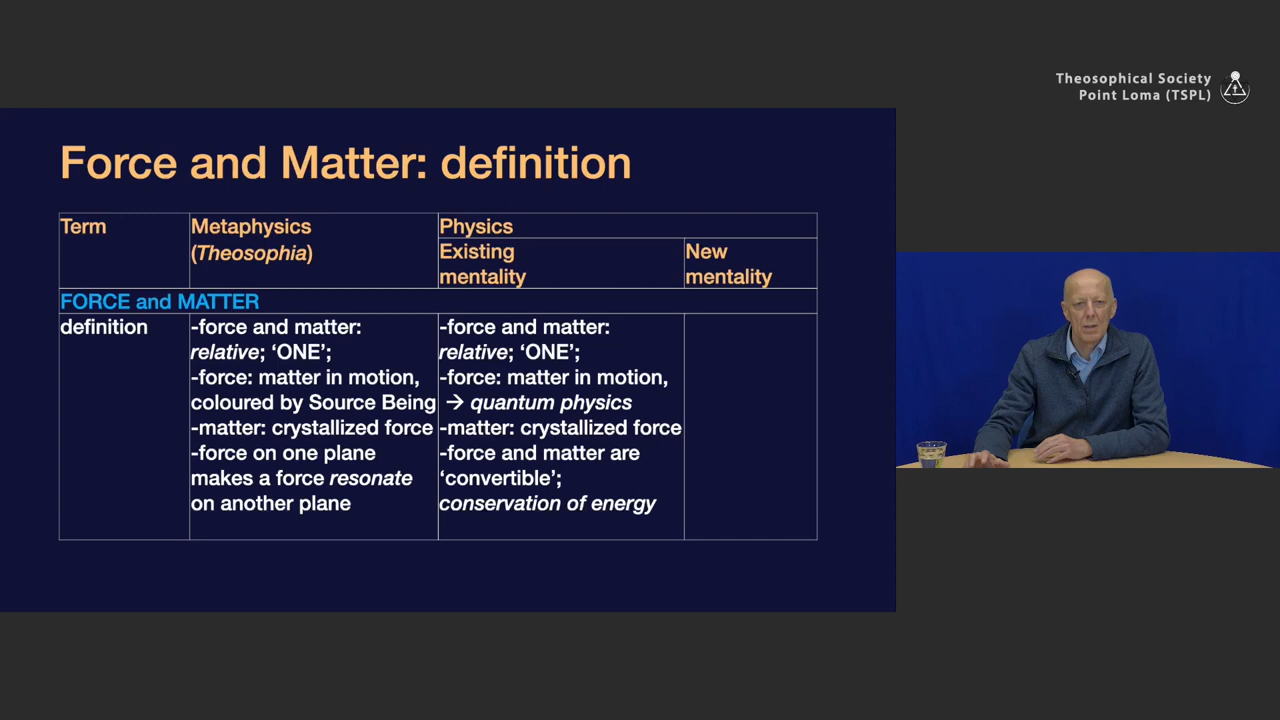 Theosophical Society
Point Loma (TSPL)
Force and Matter: definition
Term
Metaphysics
(Theosophia)
Physics
Existing
mentality
New
mentality
FORCE and MATTER
definition
-force and matter:
relative; ‘ONE’;
-force: matter in motion,
coloured by Source Being
-matter: crystallized force
-force on one plane
makes a force resonate
on another plane
-force and matter:
relative; ‘ONE’;
-force: matter in motion,
→ quantum physics
-matter: crystallized force
-force and matter are
‘convertible’;
conservation of energy